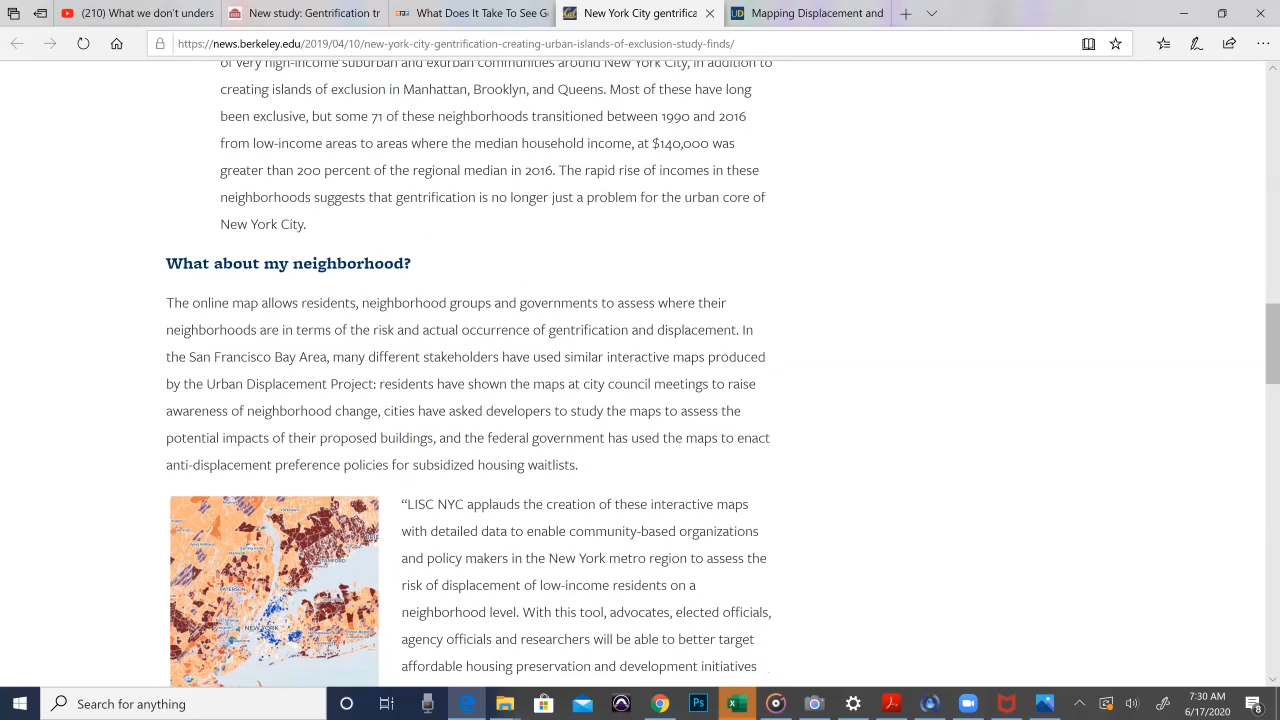 What we don't under
New York gentification
What Does It Take To See G
New York City gentrifica
Mapping Displacement and
https://news.berkeley.edu/2019/04/10/new-york-city-gentrification-creating-urban-islands-of-exclusion-study-finds/
of very high-income suburban and exurban communities around New York City, in addition to
creating islands of exclusion in Manhattan, Brooklyn, and Queens. Most of these have long
been exclusive, but some 71 of these neighborhoods transitioned between 1990 and 2016
from low-income areas to areas where the median household income, at $140,000 was
greater than 200 percent of the regional median in 2016. The rapid rise of incomes in these
neighborhoods suggests that gentrification is no longer just a problem for the urban core of
New York City.
What about my neighborhood?
The online map allows residents, neighborhood groups and governments to assess where their
neighborhoods are in terms of the risk and actual occurrence of gentrification and displacement. In
the San Francisco Bay Area, many different stakeholders have used similar interactive maps produced
by the Urban Displacement Project: residents have shown the maps at city council meetings to raise
awareness of neighborhood change, cities have asked developers to study the maps to assess the
potential impacts of their proposed buildings, and the federal government has used the maps to enact
anti-displacement preference policies for subsidized housing waitlists.
“LISC NYC applauds the creation of these interactive maps
with detailed data to enable community-based organizations
and policy makers in the New York metro region to assess the
risk of displacement of low-income residents on a
neighborhood level. With this tool, advocates, elected officials,
agency officials and researchers will be able to better target
affordable housing preservation and development initiatives
PATERSON
NEW YORK
Search for anything
7:30 AM
6/17/2020
8